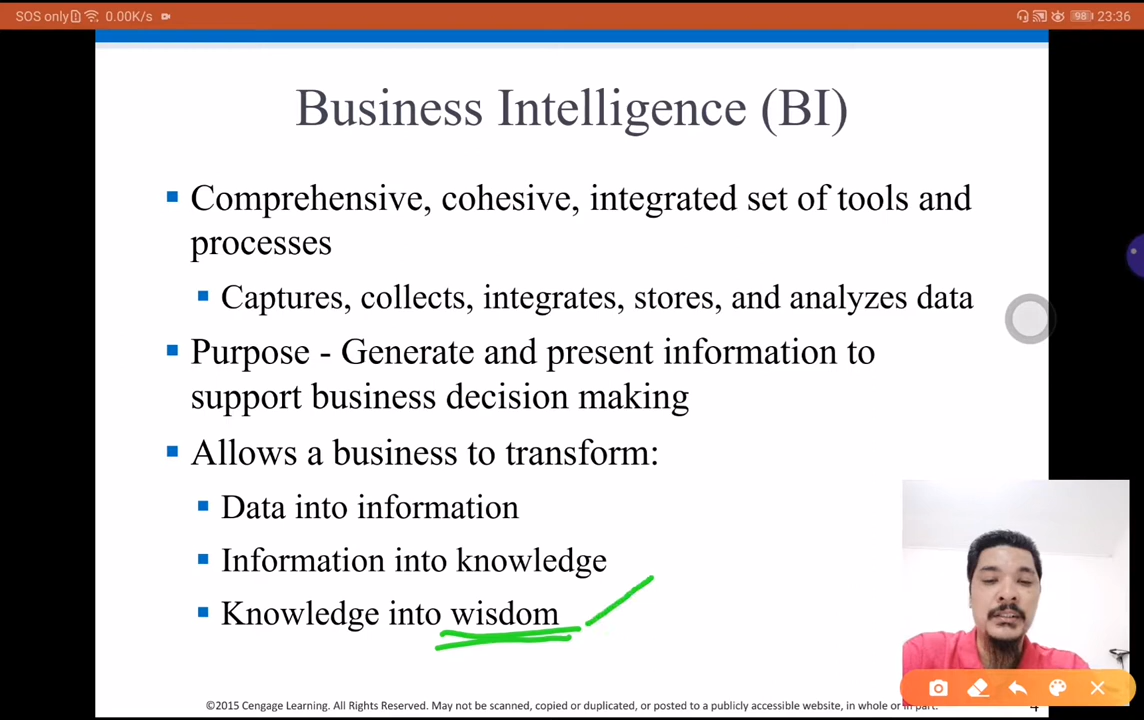 SOS only 0.00K/s 98 23:36
Business Intelligence (BI)
Comprehensive, cohesive, integrated set of tools and
processes
Captures, collects, integrates, stores, and analyzes data
Purpose - Generate and present information to
support business decision making
Allows a business to transform:
Data into information
Information into knowledge
Knowledge into wisdom
©2015 Cengage Learning. All Rights Reserved. May not be scanned, copied or duplicated, or posted to a publicly accessible website, in whole or in part. 4